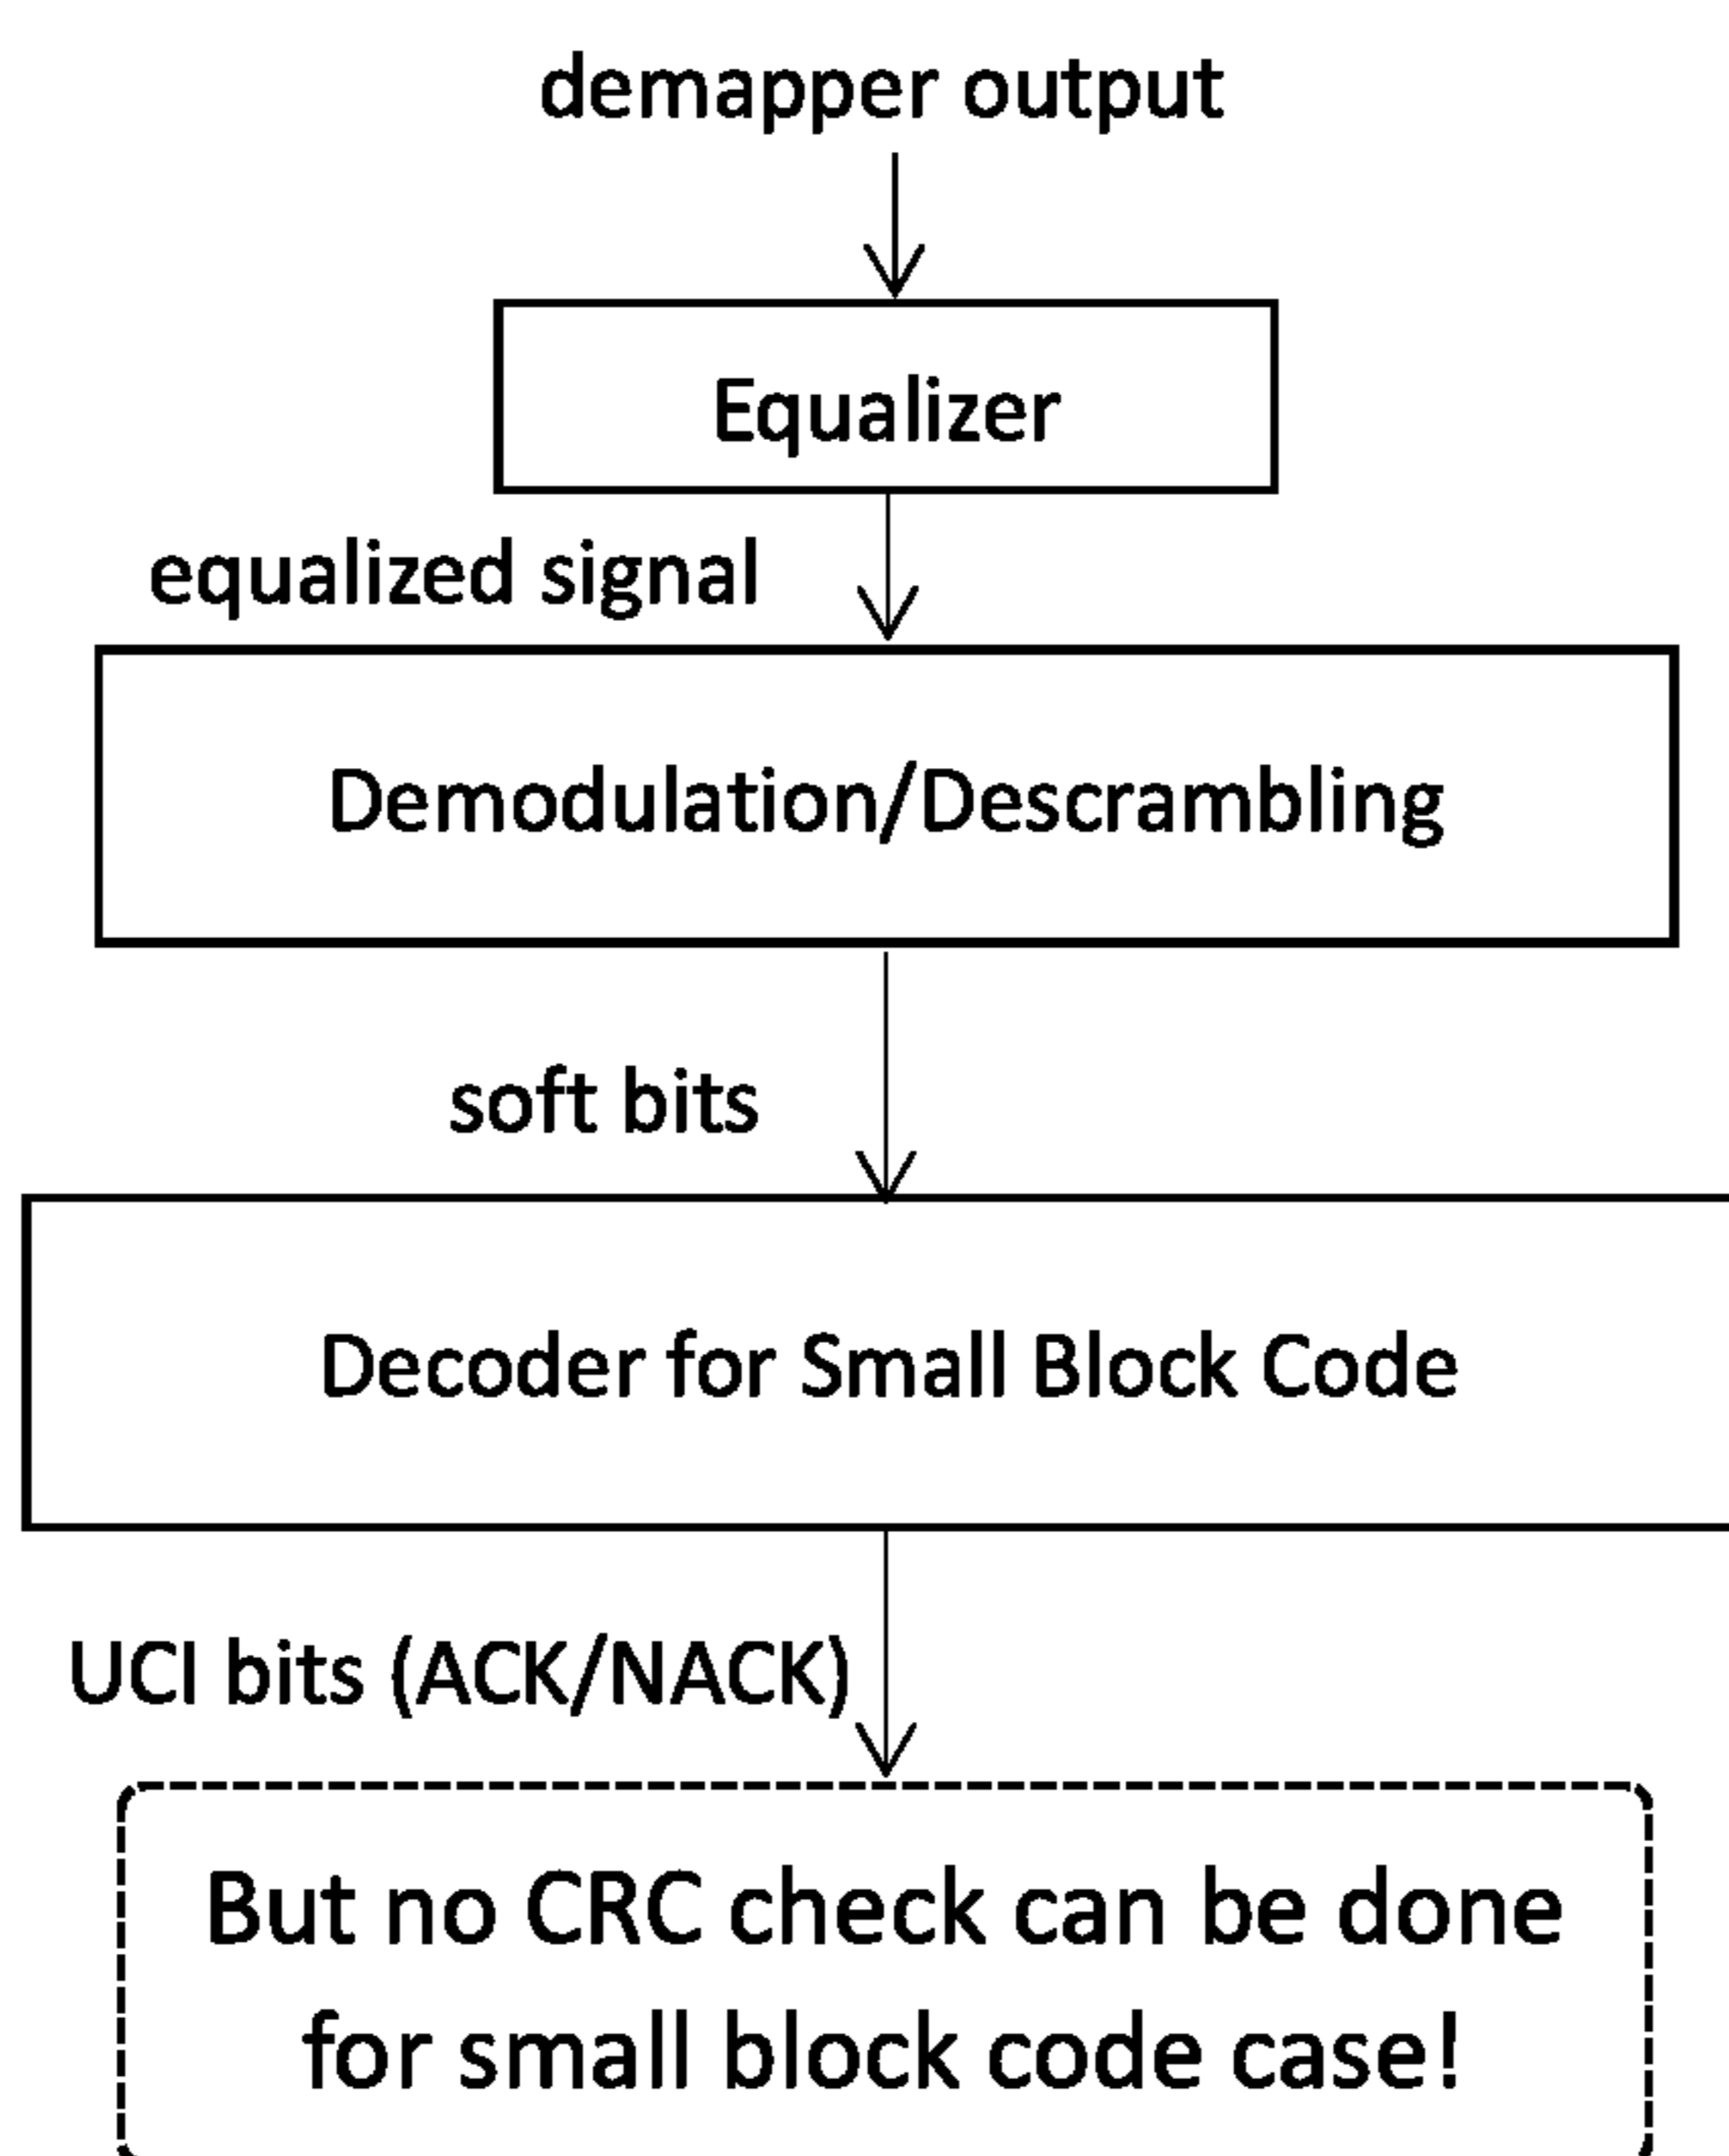 demapper output
Equalizer
equalized signal
Demodulation/Descrambling
soft bits
Decoder for Small Block Code
UCI bits (ACK/NACK)
But no CRC check can be done
for small block code case!